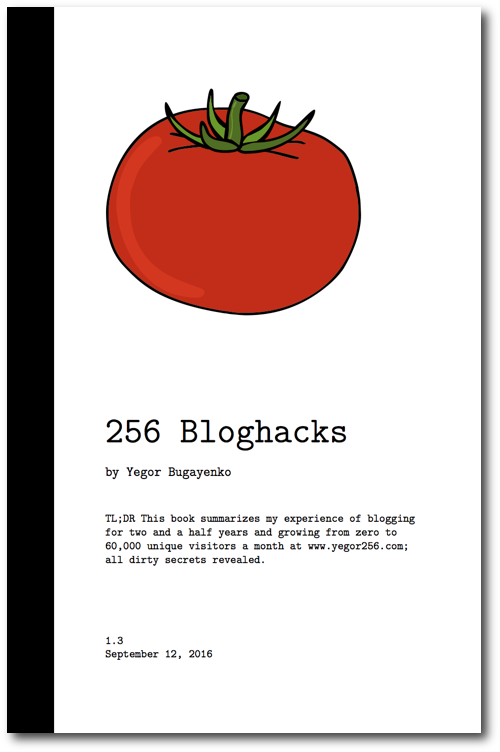 256 Bloghacks
by Yegor Bugayenko
TL;DR This book summarizes my experience of blogging
for two and a half years and growing from zero to
60,000 unique visitors a month at www.yegor256.com;
all dirty secrets revealed.
1.3
September 12, 2016